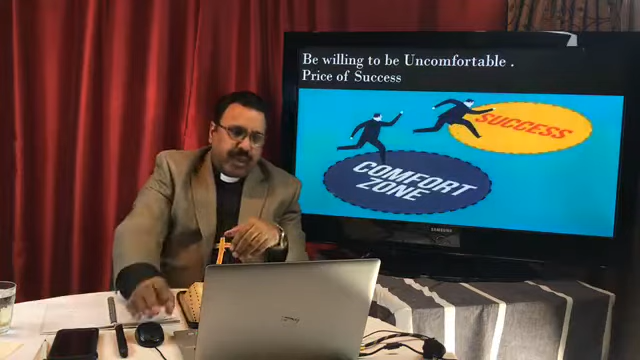 Be willing to be Uncomfortable .
Price of Success
SUCCESS
COMFORT
ZONE
SAMSUNG